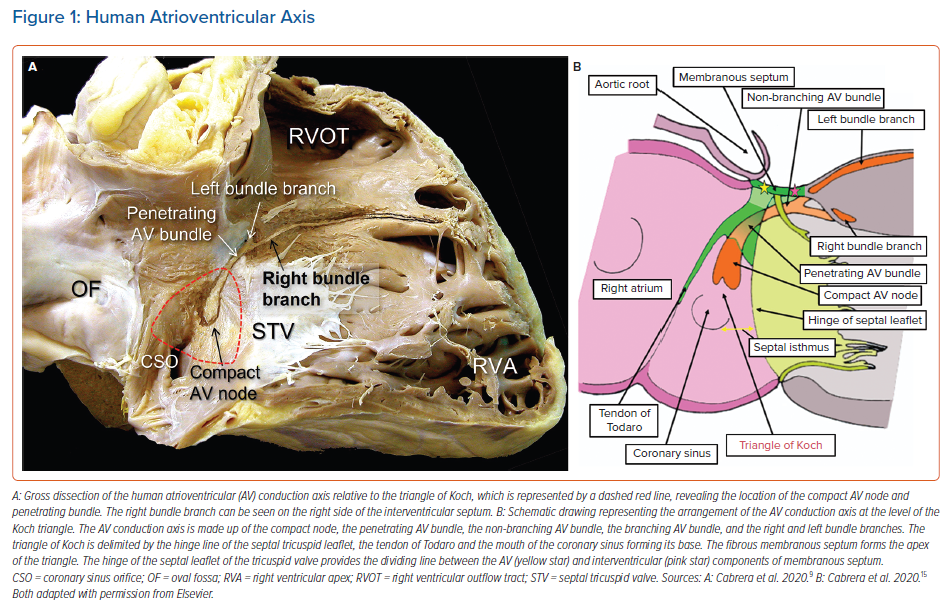 Figure 1: Human Atrioventricular Axis
A
RVOT
Left bundle branch
Penetrating
AV bundle
Right bundle
branch
OF
STV
CSO
Compact
AV node
RVA
B
Membranous septum
Aortic root
Non-branching AV bundle
Left bundle branch
Right bundle branch
Penetrating AV bundle
Right atrium
Compact AV node
Hinge of septal leaflet
Septal isthmus
Tendon of
Todaro
Coronary sinus
Triangle of Koch
A: Gross dissection of the human atrioventricular (AV) conduction axis relative to the triangle of Koch, which is represented by a dashed red line, revealing the location of the compact AV node and
penetrating bundle. The right bundle branch can be seen on the right side of the interventricular septum. B: Schematic drawing representing the arrangement of the AV conduction axis at the level of the
Koch triangle. The AV conduction axis is made up of the compact node, the penetrating AV bundle, the non-branching AV bundle, the branching AV bundle, and the right and left bundle branches. The
triangle of Koch is delimited by the hinge line of the septal tricuspid leaflet, the tendon of Todaro and the mouth of the coronary sinus forming its base. The fibrous membranous septum forms the apex
of the triangle. The hinge of the septal leaflet of the tricuspid valve provides the dividing line between the AV (yellow star) and interventricular (pink star) components of membranous septum.
CSO = coronary sinus orifice; OF = oval fossa; RVA = right ventricular apex; RVOT = right ventricular outflow tract; STV = septal tricuspid valve. Sources: A: Cabrera et al. 2020.9 B: Cabrera et al. 2020.15
Both adapted with permission from Elsevier.